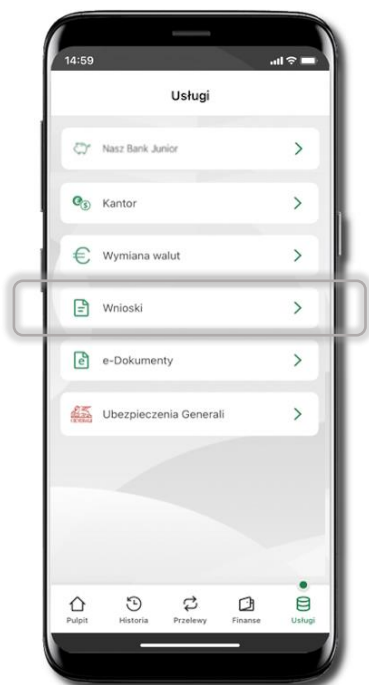 14:59
Usługi
Nasz Bank Junior
Kantor
Wymiana walut
Wnioski
e-Dokumenty
Ubezpieczenia Generali
Pulpit
Historia
Przelewy
Finanse
Usługi